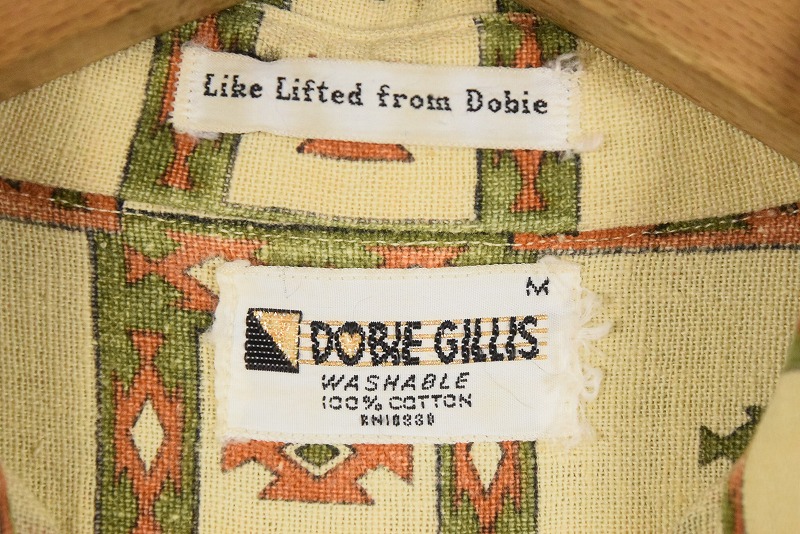 Like Lifted from Dobie
M
DOBIE GILLIS
WASHABLE
100% COTTON